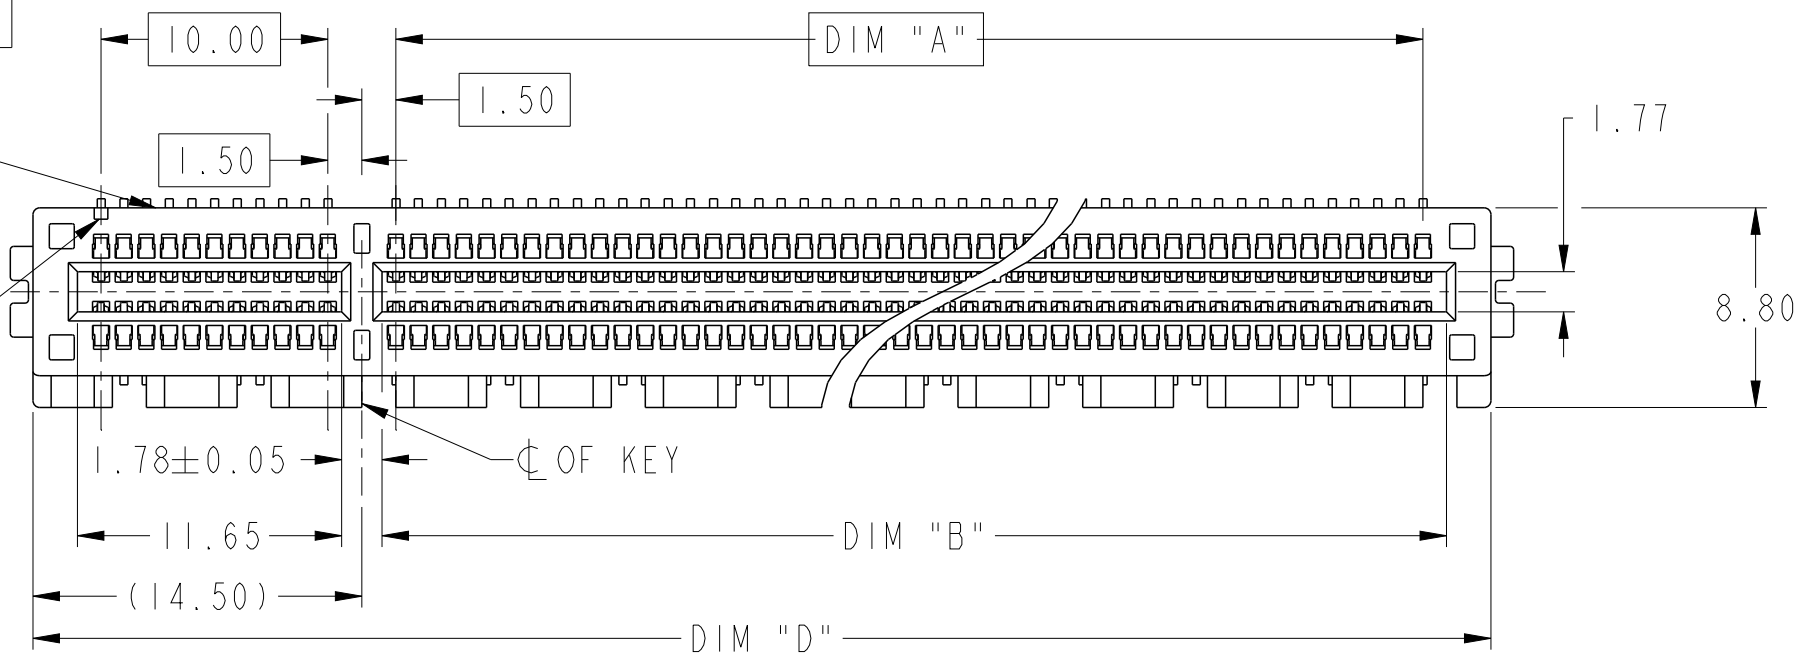 10.00
DIM "A"
1.50
1.77
1.50
8.80
1.78±0.05
℄ OF KEY
11.65
DIM "B"
(14.50)
DIM "D"